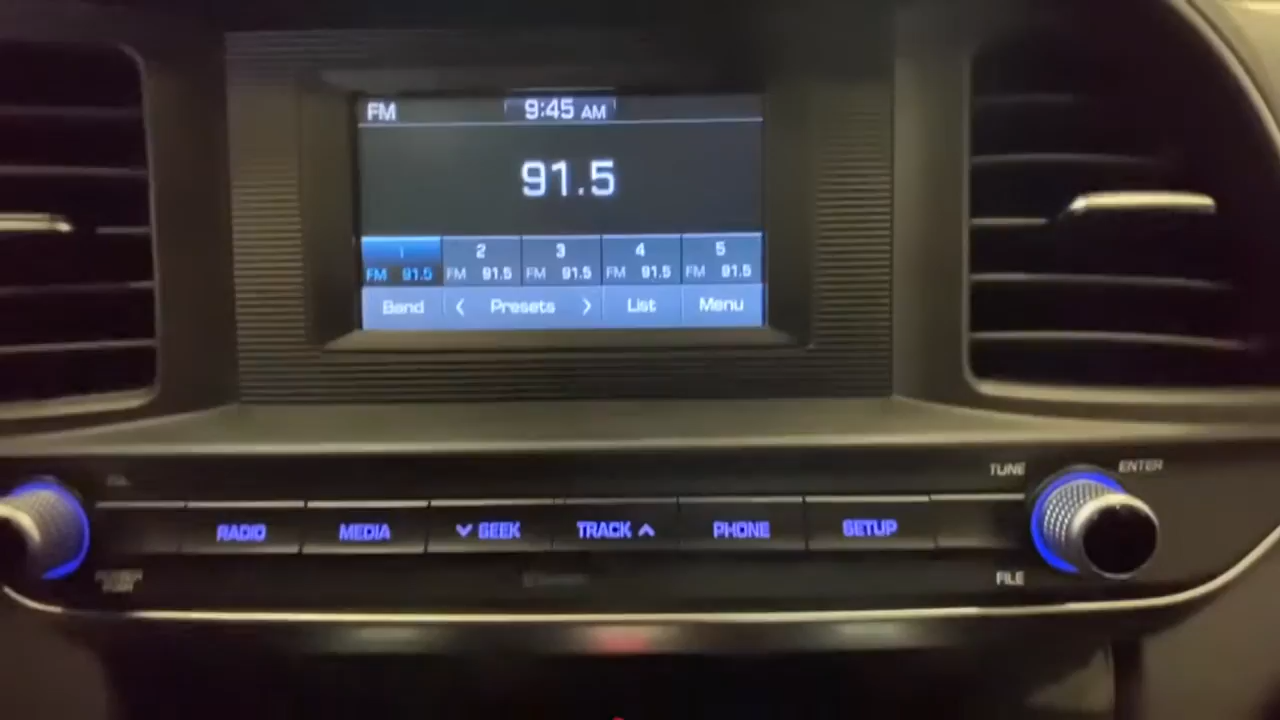 FM 9:45 AM
91.5
1 2 3 4 5
FM 91.5 FM 91.5 FM 91.5 FM 91.5 FM 91.5
Band < Presets > List Menu
TUNE ENTER
RADIO MEDIA ∨ SEEK TRACK ∧ PHONE SETUP
FILE